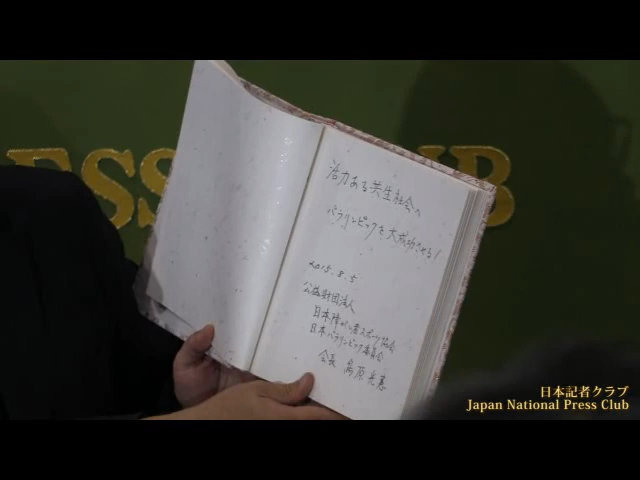 活力ある共生社会へ
パラリンピックを大成功させる!
2015.8.5
公益財団法人
日本障がい者スポーツ協会
日本パラリンピック委員会
会長 鳥原光憲
日本記者クラブ
Japan National Press Club